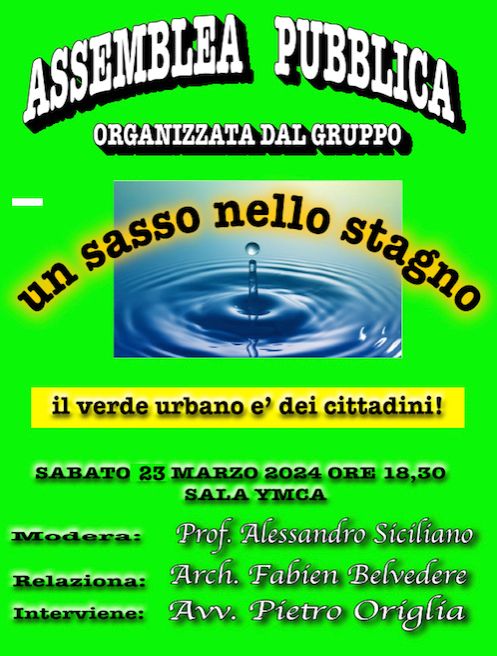 ASSEMBLEA PUBBLICA
ORGANIZZATA DAL GRUPPO
un sasso nello stagno
il verde urbano e' dei cittadini!
SABATO 23 MARZO 2024 ORE 18,30
SALA YMCA
Modera: Prof. Alessandro Siciliano
Relaziona: Arch. Fabien Belvedere
Interviene: Avv. Pietro Origlia